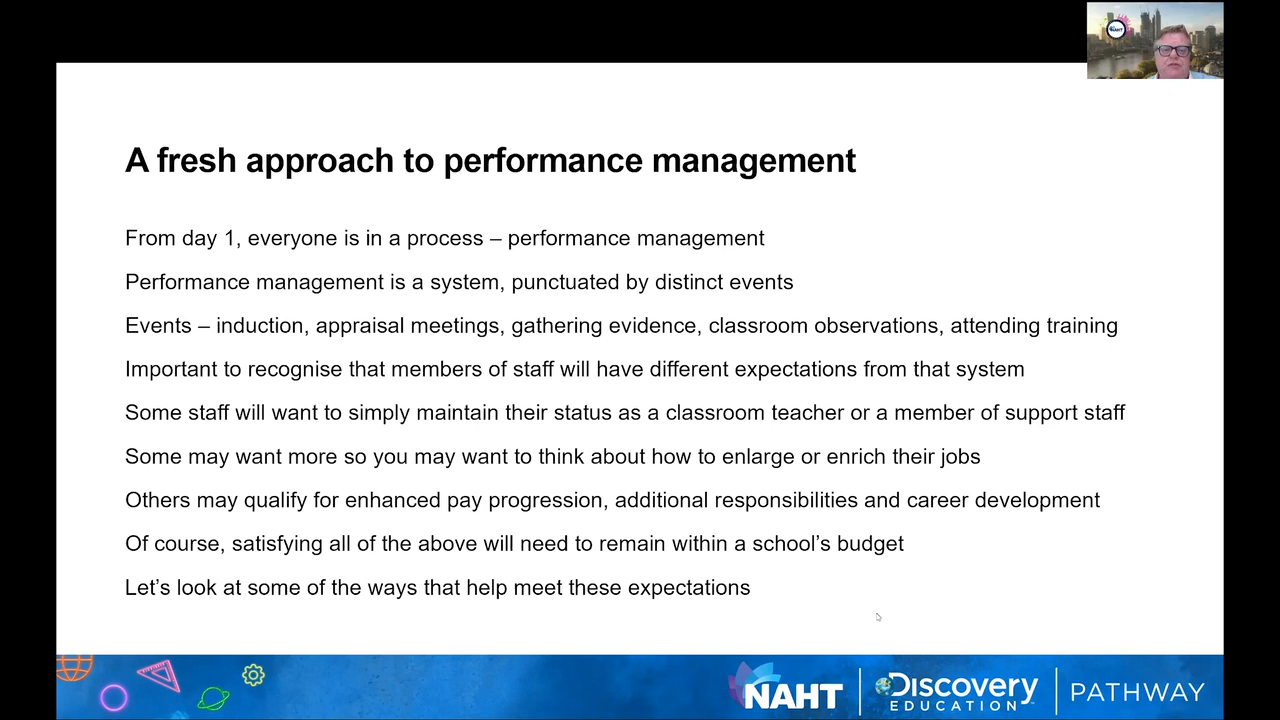 NAHT
A fresh approach to performance management
From day 1, everyone is in a process – performance management
Performance management is a system, punctuated by distinct events
Events – induction, appraisal meetings, gathering evidence, classroom observations, attending training
Important to recognise that members of staff will have different expectations from that system
Some staff will want to simply maintain their status as a classroom teacher or a member of support staff
Some may want more so you may want to think about how to enlarge or enrich their jobs
Others may qualify for enhanced pay progression, additional responsibilities and career development
Of course, satisfying all of the above will need to remain within a school’s budget
Let’s look at some of the ways that help meet these expectations
NAHT
Discovery
EDUCATION
PATHWAY